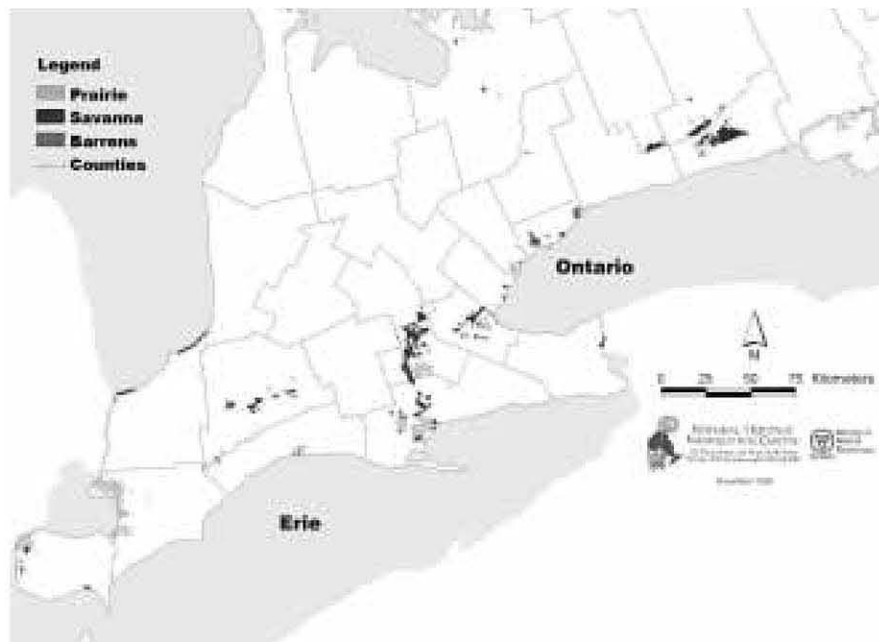 Legend
Prairie
Savanna
Barrens
Counties
Ontario
N
0 25 50 75 Kilometers
Erie